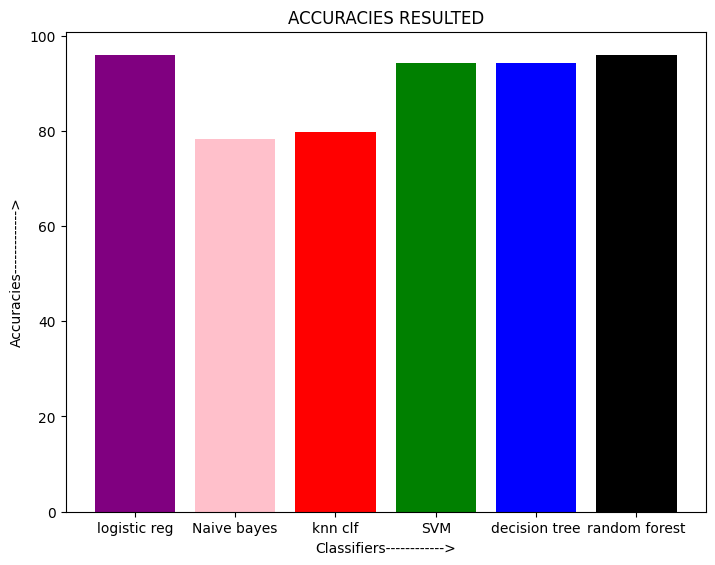 ACCURACIES RESULTED
100
80
60
40
20
0
Accuracies------------->
logistic reg Naive bayes knn clf SVM decision tree random forest
Classifiers------------>